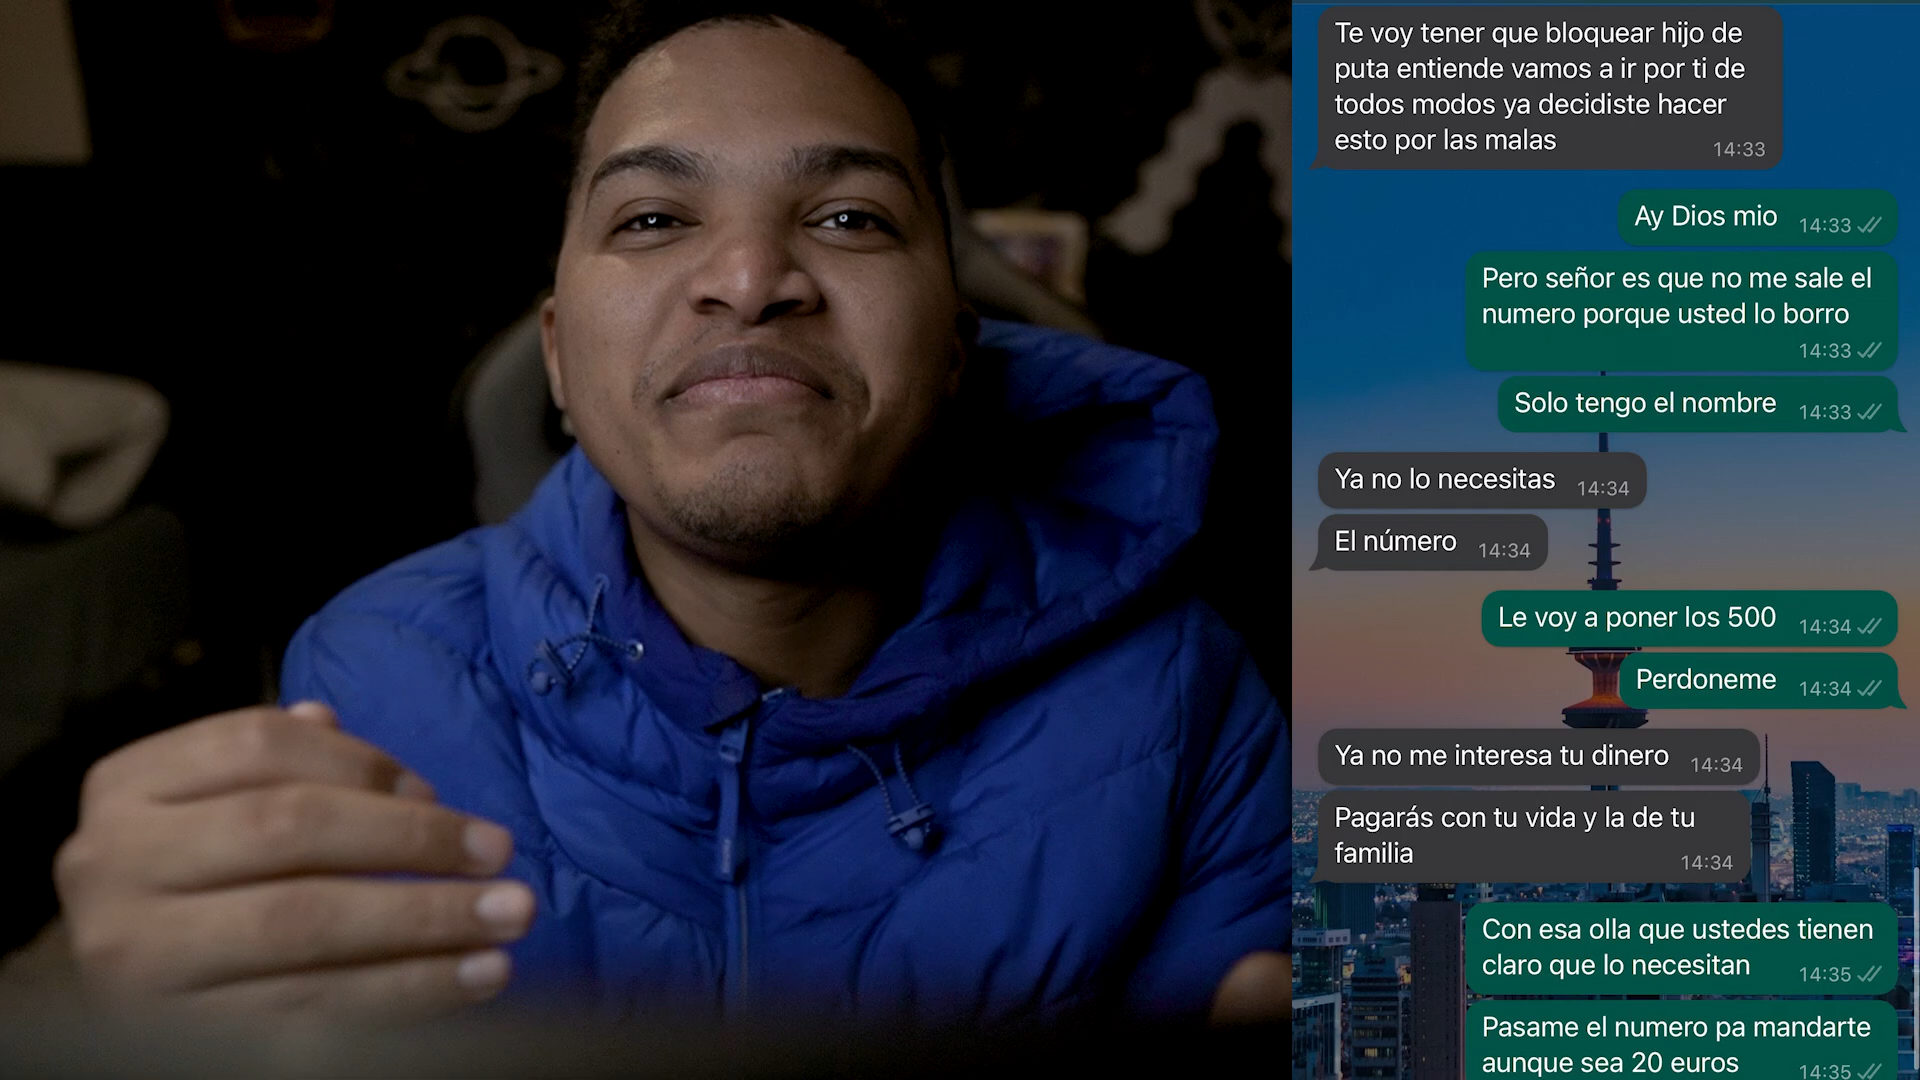 Te voy tener que bloquear hijo de
puta entiende vamos a ir por ti de
todos modos ya decidiste hacer
esto por las malas
14:33
Ay Dios mio 14:33
Pero señor es que no me sale el
numero porque usted lo borro
14:33
Solo tengo el nombre 14:33
Ya no lo necesitas 14:34
El número 14:34
Le voy a poner los 500 14:34
Perdoneme 14:34
Ya no me interesa tu dinero 14:34
Pagarás con tu vida y la de tu
familia 14:34
Con esa olla que ustedes tienen
claro que lo necesitan 14:35
Pasame el numero pa mandarte
aunque sea 20 euros 14:35